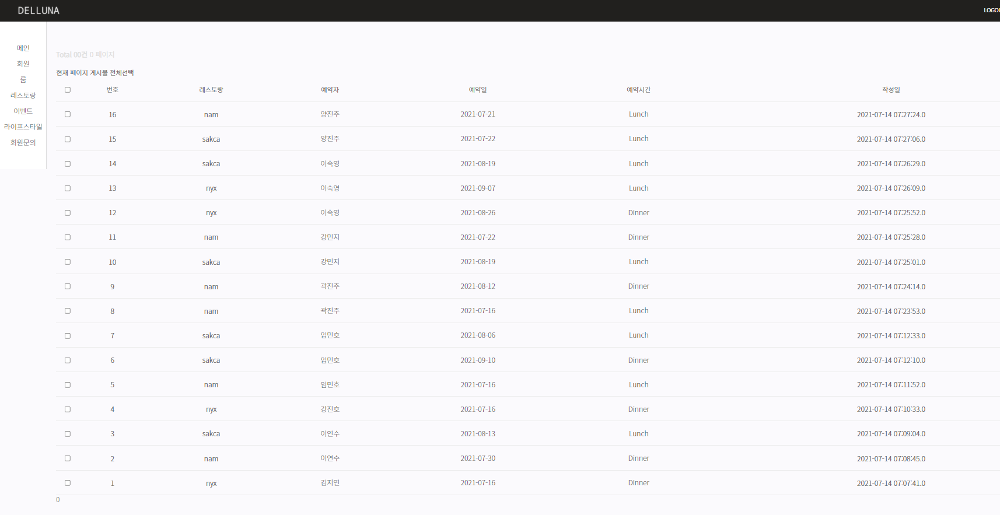 DELLUNA
메인
회원
룸
레스토랑
이벤트
라이프스타일
회원문의
Total 00건 0 페이지
현재 페이지 게시물 전체선택
번호 레스토랑 예약자 예약일 예약시간 작성일
16 nam 양진주 2021-07-21 Lunch 2021-07-14 07:27:24.0
15 sakca 양진주 2021-07-22 Lunch 2021-07-14 07:27:06.0
14 sakca 이숙영 2021-08-19 Lunch 2021-07-14 07:26:29.0
13 nyx 이숙영 2021-09-07 Lunch 2021-07-14 07:26:09.0
12 nyx 이숙영 2021-08-26 Dinner 2021-07-14 07:25:52.0
11 nam 강민지 2021-07-22 Dinner 2021-07-14 07:25:28.0
10 sakca 강민지 2021-08-19 Lunch 2021-07-14 07:25:01.0
9 nam 곽진주 2021-08-12 Dinner 2021-07-14 07:24:14.0
8 nam 곽진주 2021-07-16 Lunch 2021-07-14 07:23:53.0
7 sakca 임민호 2021-08-06 Lunch 2021-07-14 07:12:33.0
6 sakca 임민호 2021-09-10 Dinner 2021-07-14 07:12:10.0
5 nam 임민호 2021-07-16 Lunch 2021-07-14 07:11:52.0
4 nyx 강진호 2021-07-16 Dinner 2021-07-14 07:10:33.0
3 sakca 이연수 2021-08-13 Lunch 2021-07-14 07:09:04.0
2 nam 이연수 2021-07-30 Dinner 2021-07-14 07:08:45.0
1 nyx 김지연 2021-07-16 Dinner 2021-07-14 07:07:41.0
0